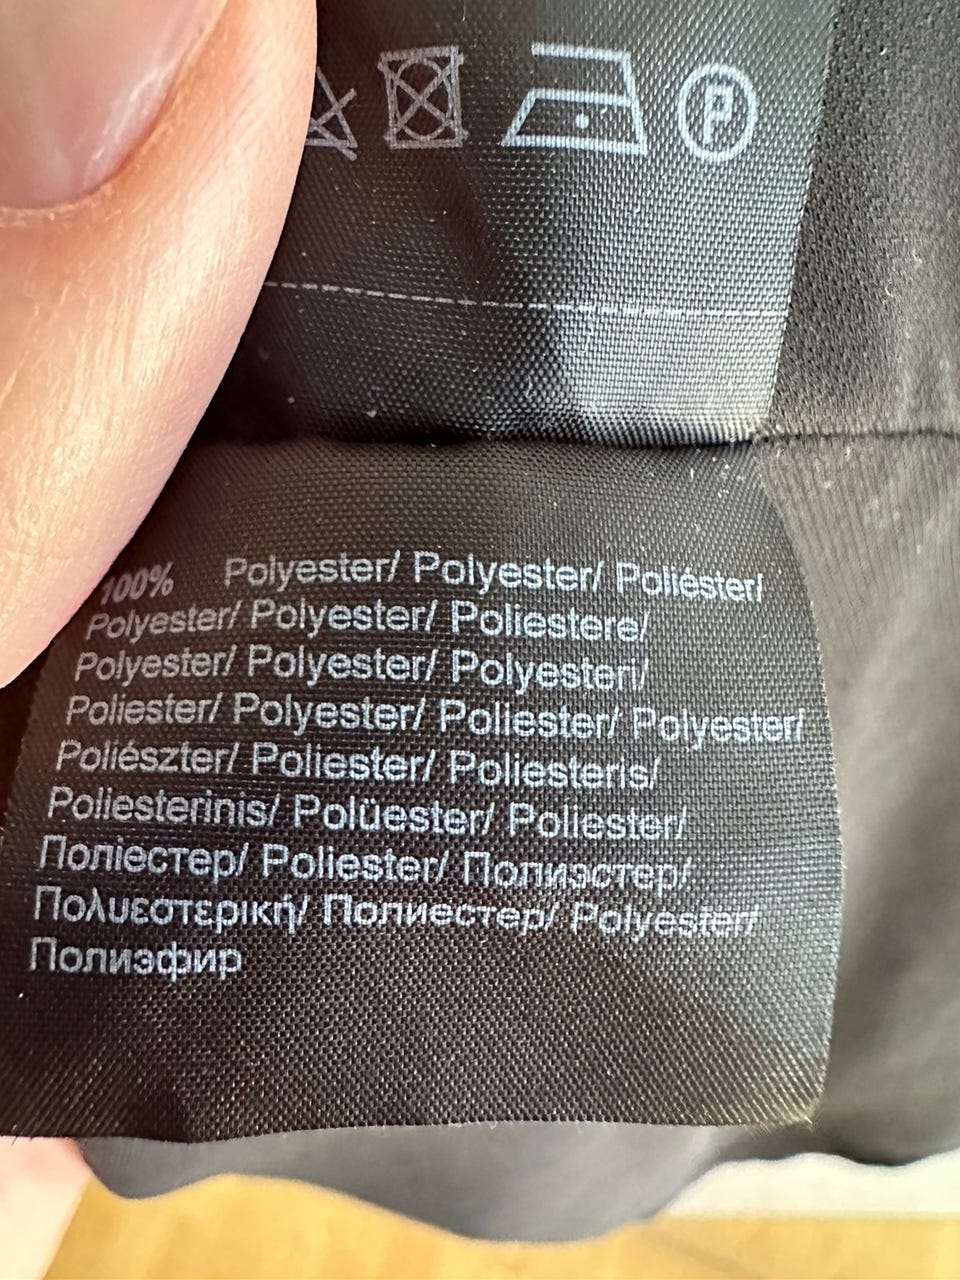 P
100% Polyester/ Polyester/ Poliéster/
Polyester/ Polyester/ Poliestere/
Polyester/ Polyester/ Polyesteri/
Poliester/ Polyester/ Poliester/ Polyester/
Poliészter/ Poliester/ Poliesteris/
Poliesterinis/ Polüester/ Poliester/
Поліестер/ Poliester/ Полиэстер/
Πολυεστερική/ Полиестер/ Polyester/
Полиэфир